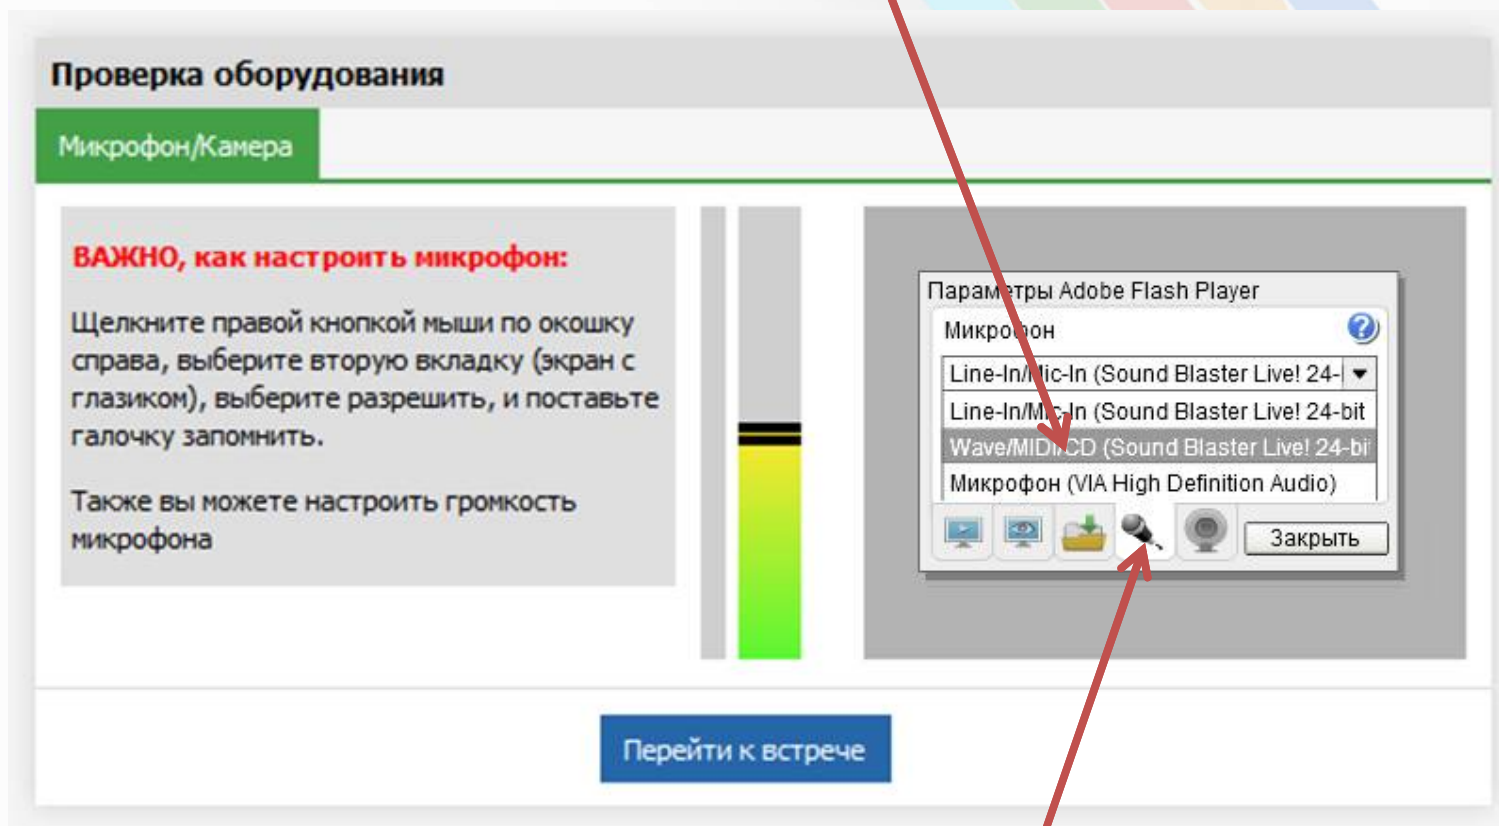 Проверка оборудования
Микрофон/Камера
ВАЖНО, как настроить микрофон:
Щелкните правой кнопкой мыши по окошку
справа, выберите вторую вкладку (экран с
глазиком), выберите разрешить, и поставьте
галочку запомнить.
Также вы можете настроить громкость
микрофона
Параметры Adobe Flash Player
Микрофон
Line-In/Mic-In (Sound Blaster Live! 24-
Line-In/Mic-In (Sound Blaster Live! 24-bit
Wave/MIDI/CD (Sound Blaster Live! 24-bi
Микрофон (VIA High Definition Audio)
Закрыть
Перейти к встрече